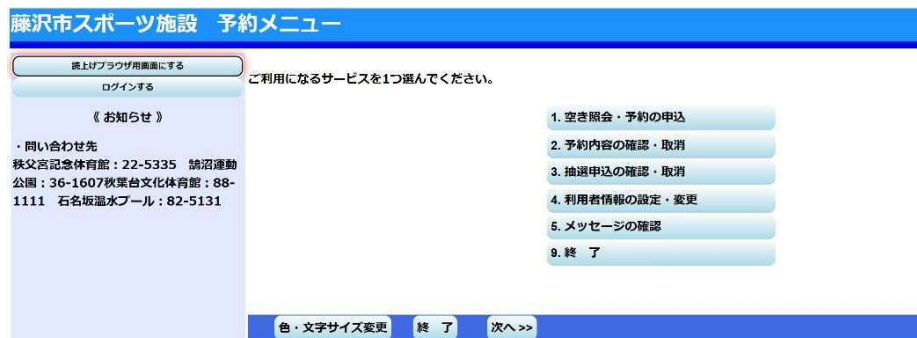 藤沢市スポーツ施設　予約メニュー
読上げブラウザ用画面にする
ログインする
《 お知らせ 》
・問い合わせ先
秩父宮記念体育館：22-5335　鵠沼運動
公園：36-1607秋葉台文化体育館：88-
1111　石名坂温水プール：82-5131
ご利用になるサービスを1つ選んでください。
1. 空き照会・予約の申込
2. 予約内容の確認・取消
3. 抽選申込の確認・取消
4. 利用者情報の設定・変更
5. メッセージの確認
9. 終　了
色・文字サイズ変更
終　了
次へ >>